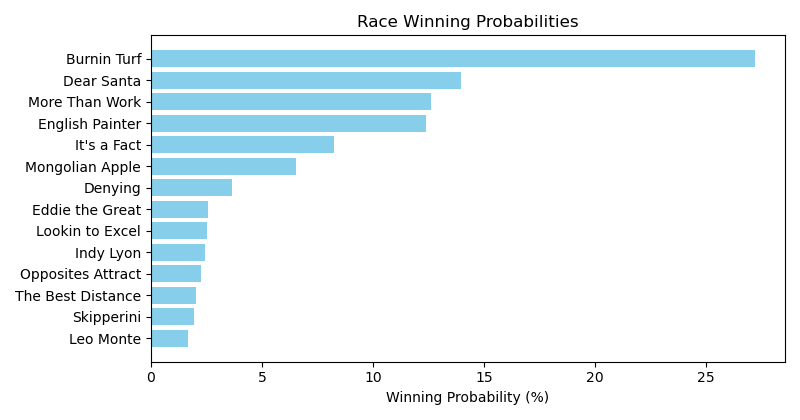 Race Winning Probabilities
Burnin Turf
Dear Santa
More Than Work
English Painter
It's a Fact
Mongolian Apple
Denying
Eddie the Great
Lookin to Excel
Indy Lyon
Opposites Attract
The Best Distance
Skipperini
Leo Monte
0 5 10 15 20 25
Winning Probability (%)